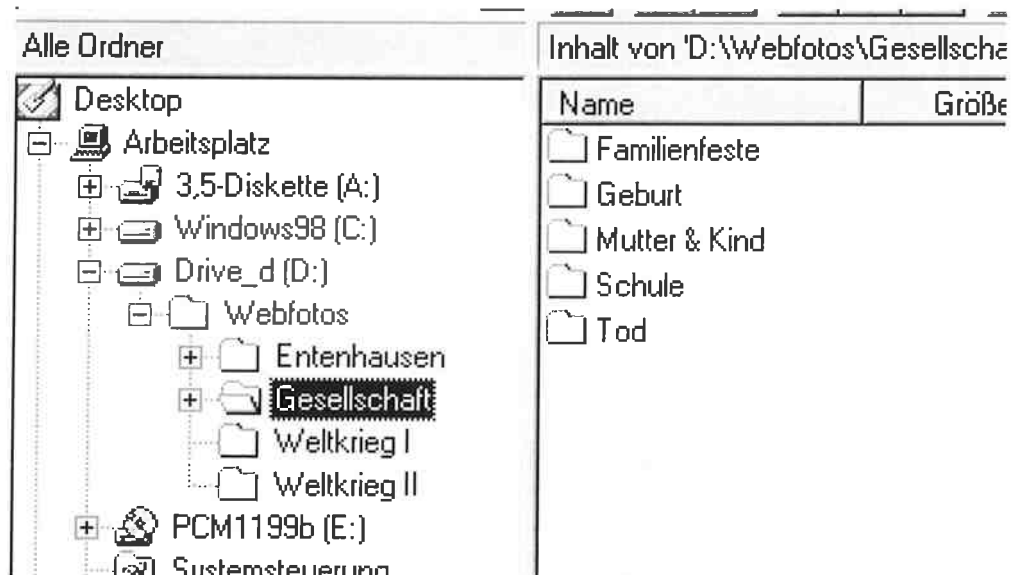 Alle Ordner
Desktop
Arbeitsplatz
3,5-Diskette (A:)
Windows98 (C:)
Drive_d (D:)
Webfotos
Entenhausen
Gesellschaft
Weltkrieg I
Weltkrieg II
PCM1199b (E:)
Systemsteuerung
Inhalt von 'D:\Webfotos\Gesellscha
Name Größe
Familienfeste
Geburt
Mutter & Kind
Schule
Tod